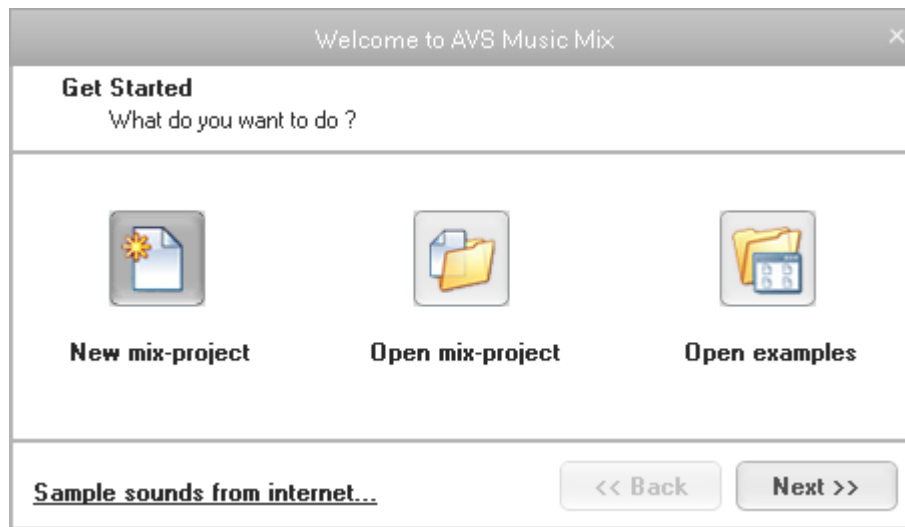 Welcome to AVS Music Mix
Get Started
What do you want to do ?
New mix-project
Open mix-project
Open examples
Sample sounds from internet...
<< Back
Next >>